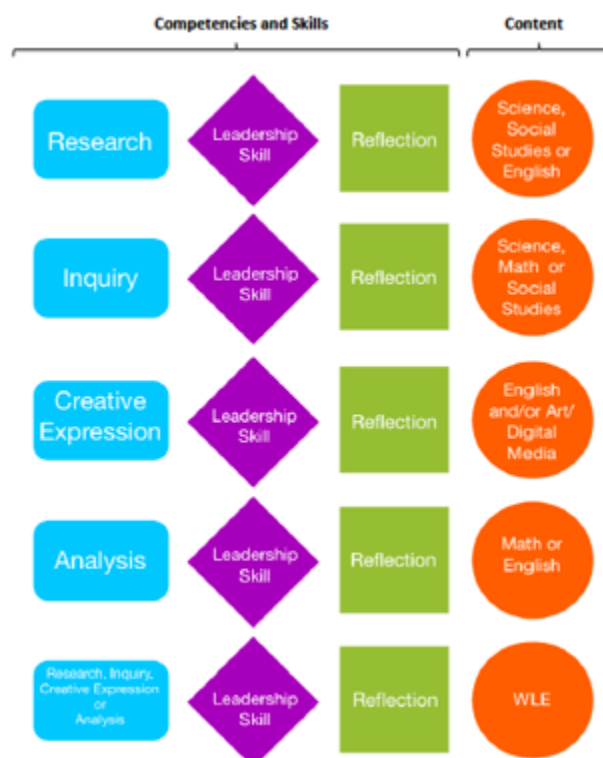 Competencies and Skills
Content
Research
Leadership
Skill
Reflection
Science,
Social
Studies or
English
Inquiry
Leadership
Skill
Reflection
Science,
Math or
Social
Studies
Creative
Expression
Leadership
Skill
Reflection
English
and/or Art/
Digital
Media
Analysis
Leadership
Skill
Reflection
Math or
English
Research, Inquiry,
Creative Expression
or
Analysis
Leadership
Skill
Reflection
WLE